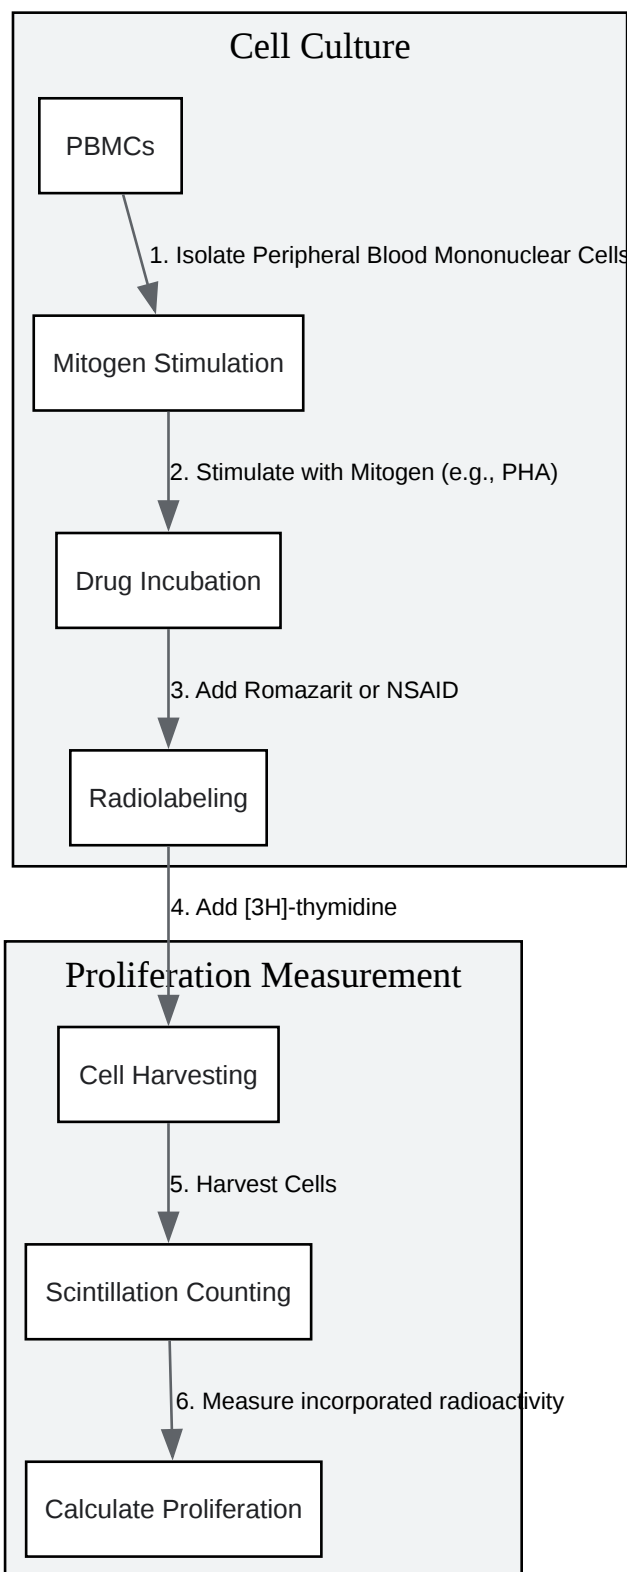 Cell Culture
PBMCs
1. Isolate Peripheral Blood Mononuclear Cells
Mitogen Stimulation
2. Stimulate with Mitogen (e.g., PHA)
Drug Incubation
3. Add Romazarit or NSAID
Radiolabeling
4. Add [3H]-thymidine
Proliferation Measurement
Cell Harvesting
5. Harvest Cells
Scintillation Counting
6. Measure incorporated radioactivity
Calculate Proliferation